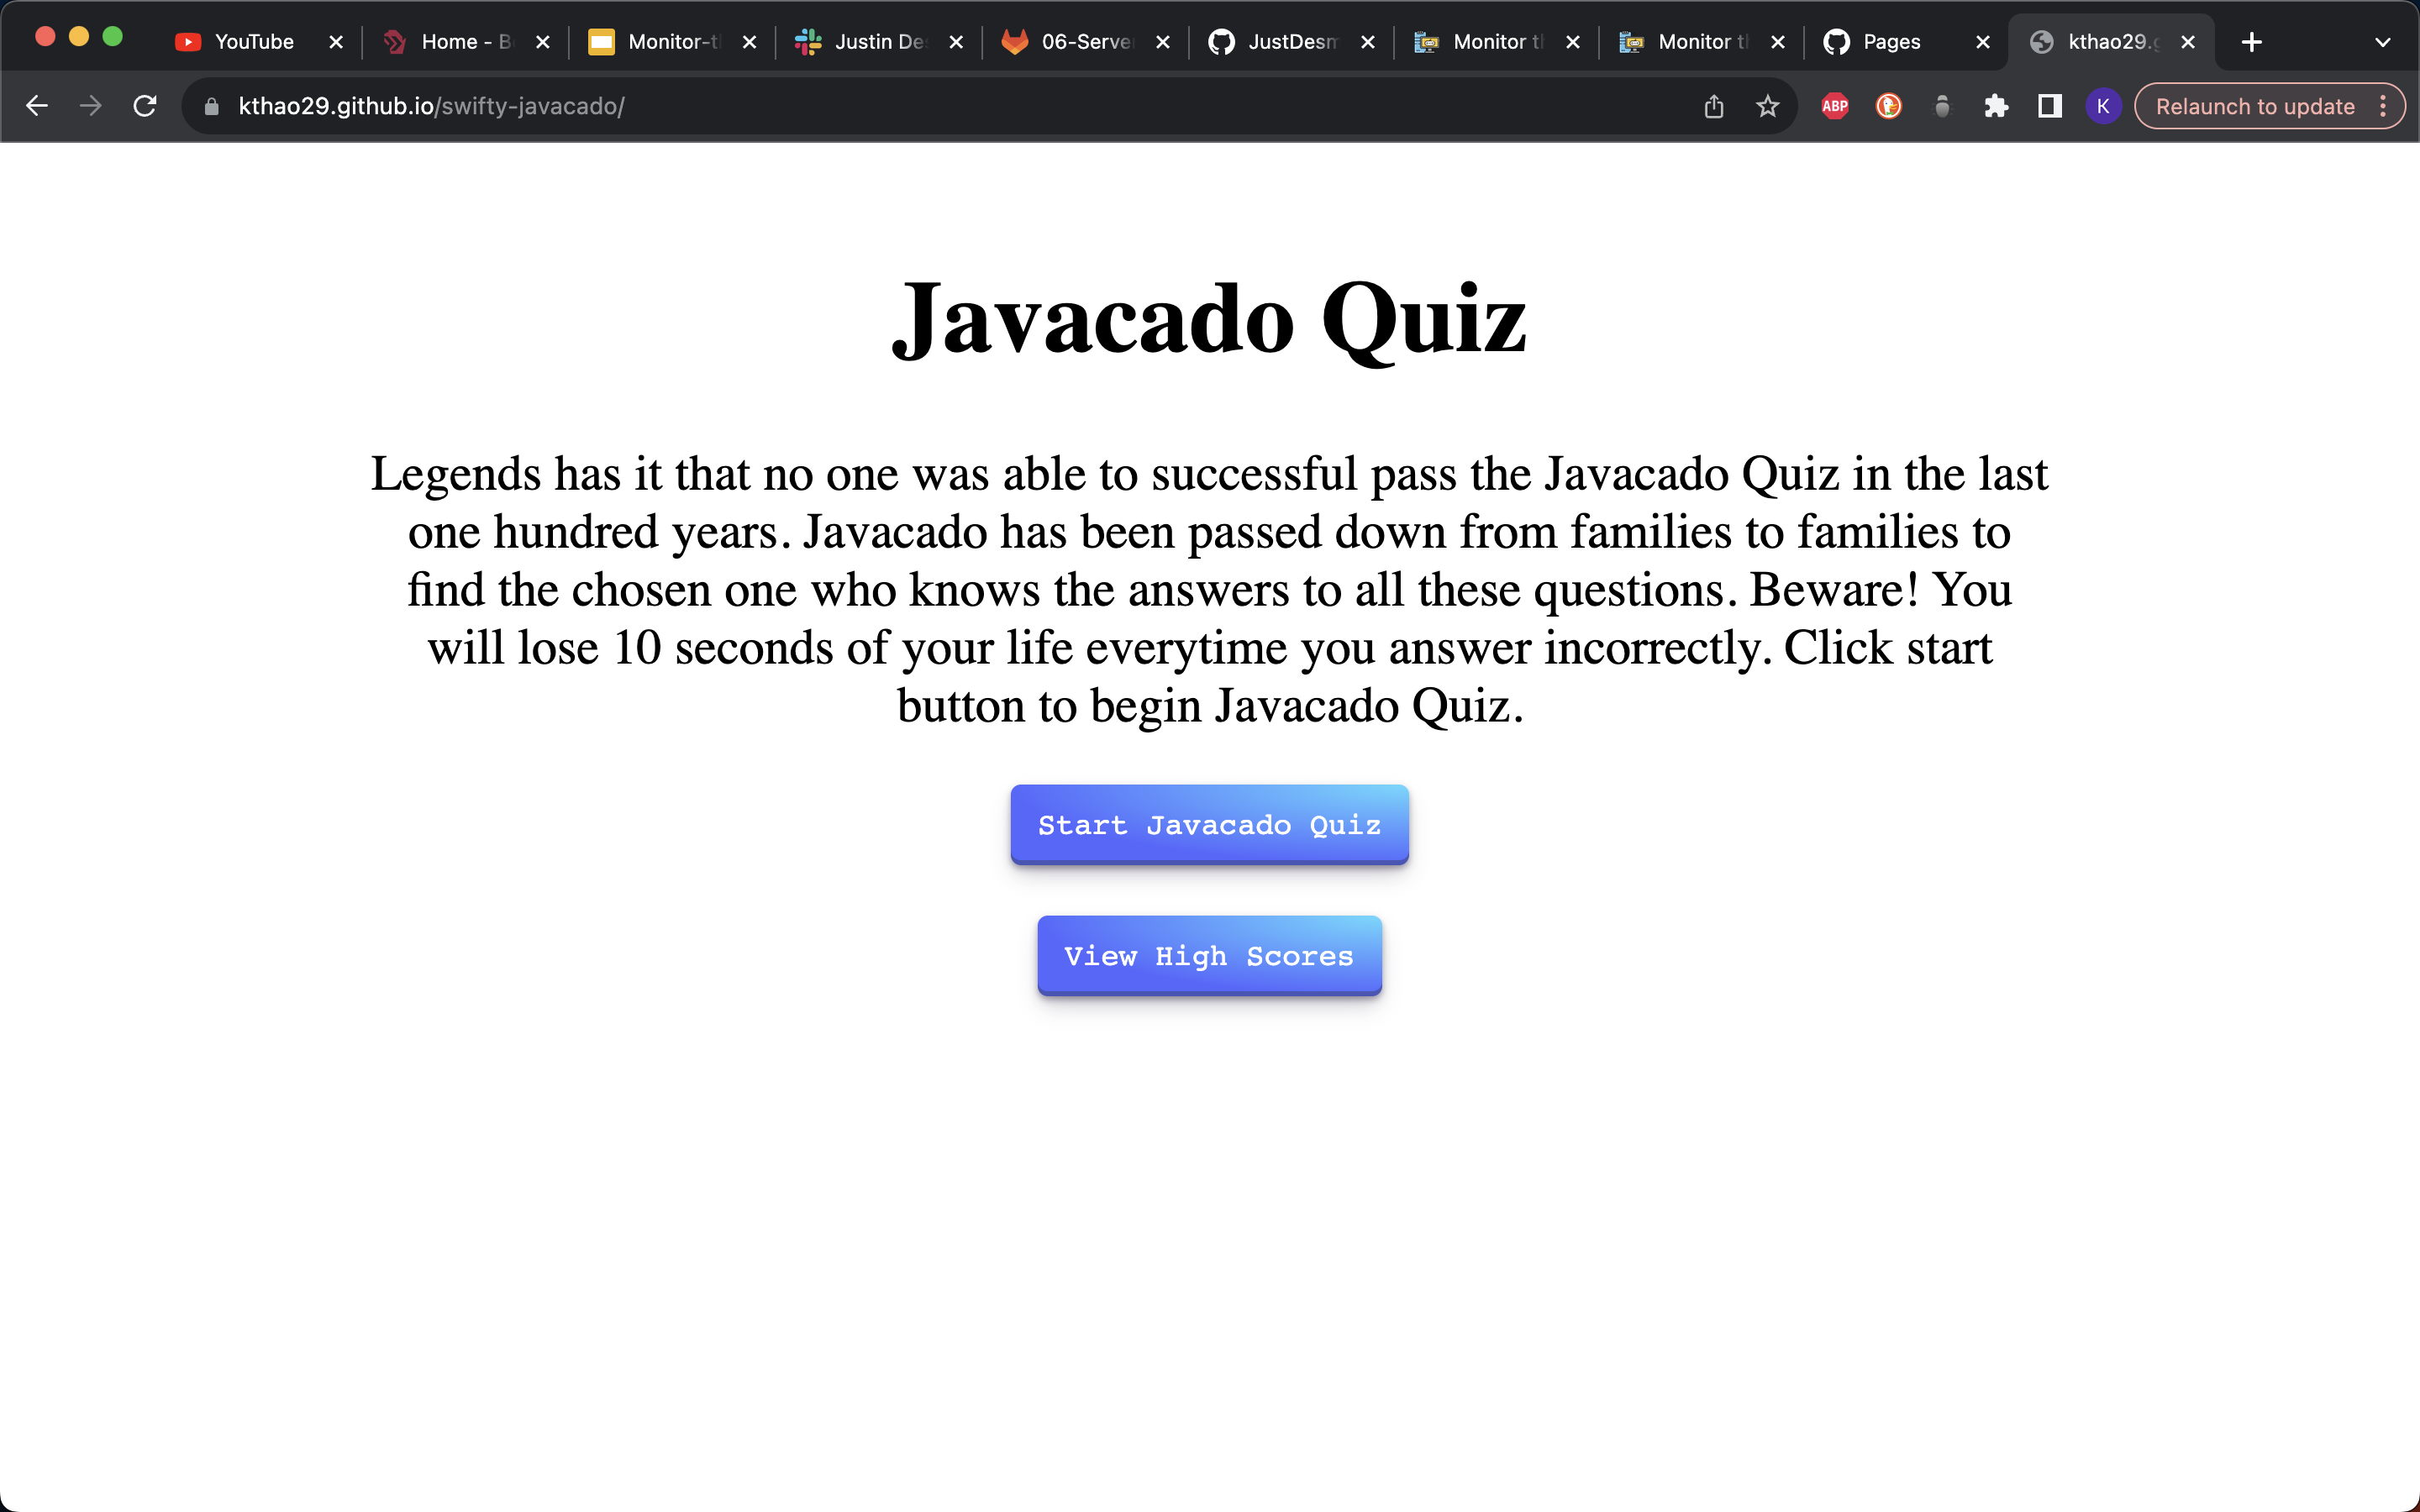 YouTube Home - B Monitor-t Justin De 06-Serve JustDesm Monitor t Monitor t Pages kthao29.g
kthao29.github.io/swifty-javacado/ ABP K Relaunch to update
Javacado Quiz
Legends has it that no one was able to successful pass the Javacado Quiz in the last
one hundred years. Javacado has been passed down from families to families to
find the chosen one who knows the answers to all these questions. Beware! You
will lose 10 seconds of your life everytime you answer incorrectly. Click start
button to begin Javacado Quiz.
Start Javacado Quiz
View High Scores